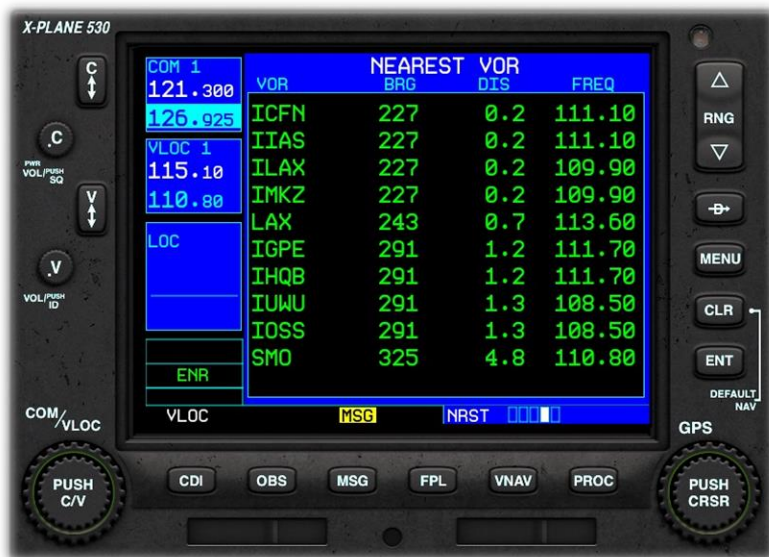 X-PLANE 530
C
.C
PWR
VOL/PUSH SQ
V
.V
VOL/PUSH ID
COM/VLOC
PUSH C/V
COM 1
121.300
126.925
VLOC 1
115.10
110.80
LOC
ENR
VLOC
NEAREST VOR
VOR BRG DIS FREQ
ICFN 227 0.2 111.10
IIAS 227 0.2 111.10
ILAX 227 0.2 109.90
IMKZ 227 0.2 109.90
LAX 243 0.7 113.60
IGPE 291 1.2 111.70
IHQB 291 1.2 111.70
IUWU 291 1.3 108.50
IOSS 291 1.3 108.50
SMO 325 4.8 110.80
MSG
NRST
RNG
D
MENU
CLR
ENT
DEFAULT
NAV
GPS
PUSH
CRSR
CDI OBS MSG FPL VNAV PROC